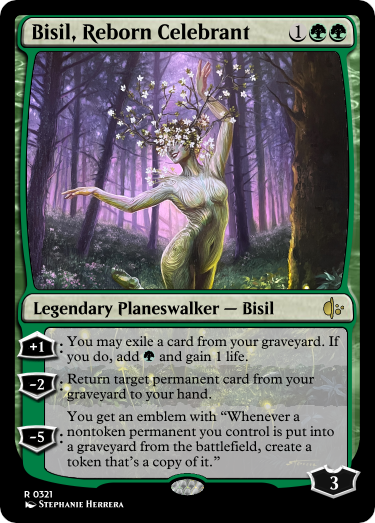 Bisil, Reborn Celebrant 1
Legendary Planeswalker — Bisil
+1: You may exile a card from your graveyard. If
you do, add and gain 1 life.
-2: Return target permanent card from your
graveyard to your hand.
You get an emblem with “Whenever a
nontoken permanent you control is put into
-5: a graveyard from the battlefield, create a
token that’s a copy of it.”
3
R 0321
Stephanie Herrera